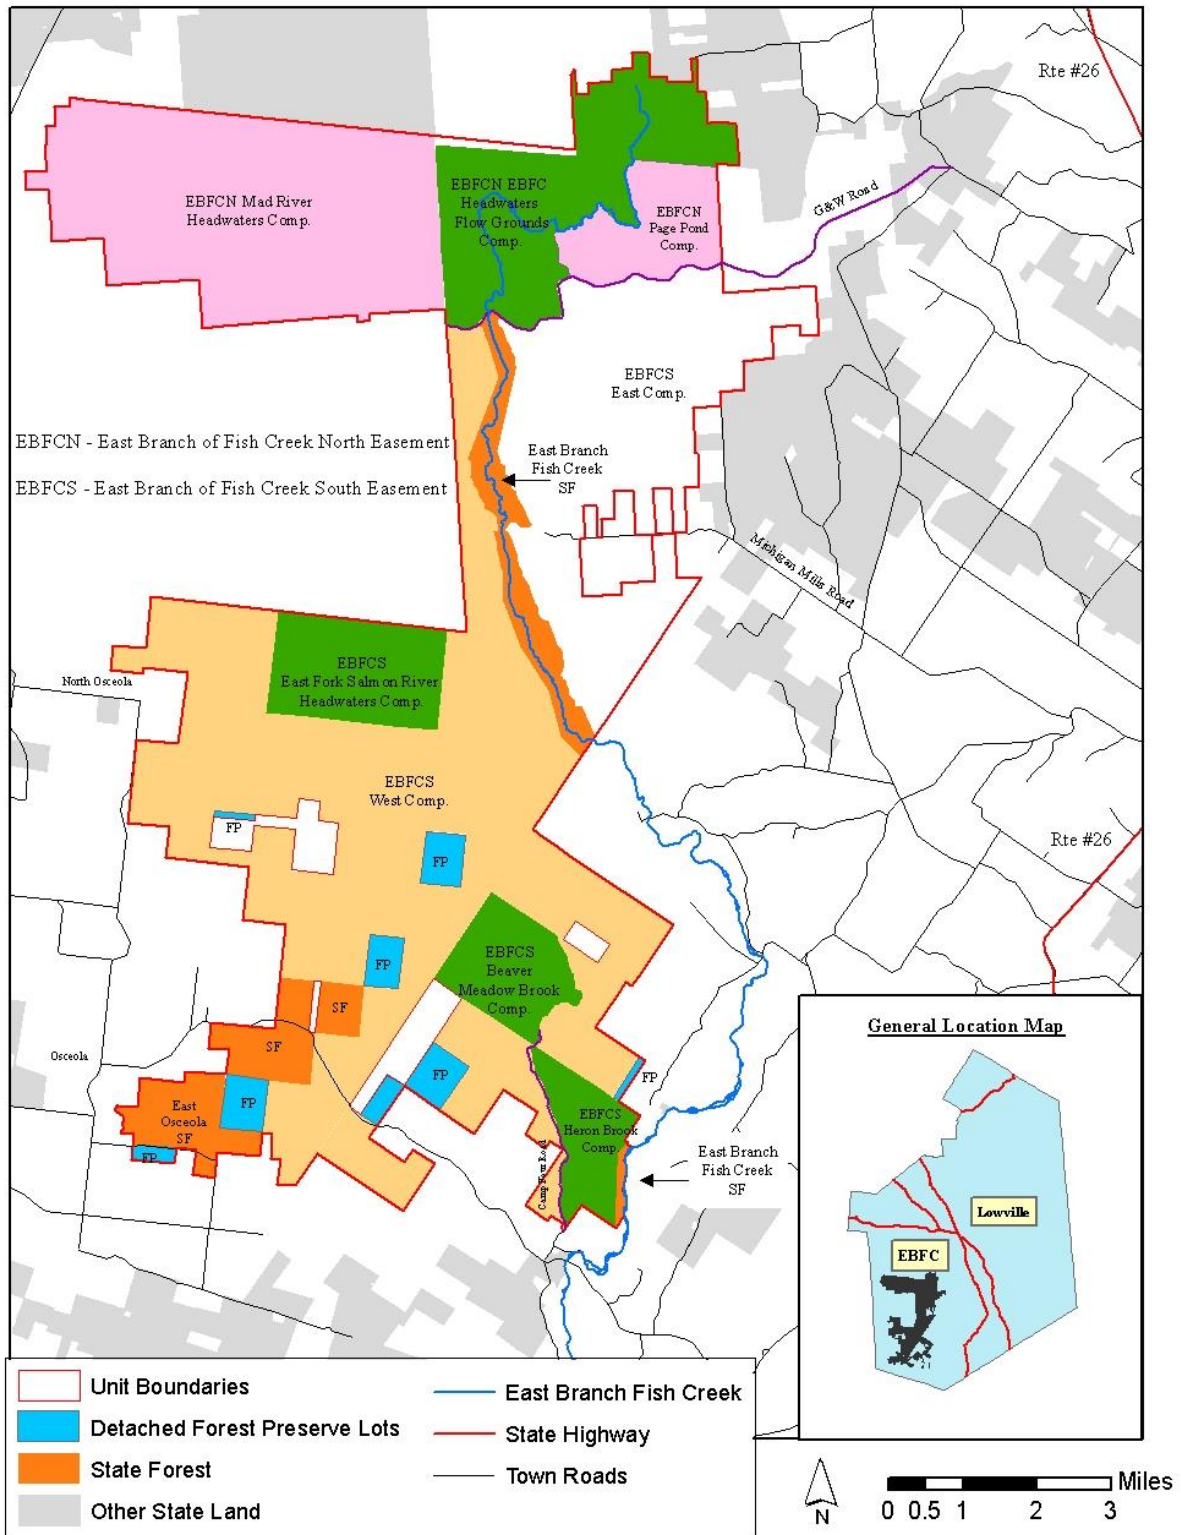 Rte #26
EBFCN Mad River
Headwaters Comp.
EBFCN EBFC
Headwaters
Flow Grounds
Comp.
EBFCN
Page Pond
Comp.
G&W Road
EBFCS
East Comp.
EBFCN - East Branch of Fish Creek North Easement
EBFCS - East Branch of Fish Creek South Easement
East Branch
Fish Creek
SF
Michigan Mills Road
North Osceola
EBFCS
East Fork Salmon River
Headwaters Comp.
EBFCS
West Comp.
FP
FP
Rte #26
FP
EBFCS
Beaver
Meadow Brook
Comp.
SF
SF
Osceola
FP
FP
FP
East
Osceola
SF
FP
EBFCS
Heron Brook
Comp.
Camp Four Road
East Branch
Fish Creek
SF
General Location Map
Lowville
EBFC
Unit Boundaries
Detached Forest Preserve Lots
State Forest
Other State Land
East Branch Fish Creek
State Highway
Town Roads
N
Miles
0 0.5 1 2 3